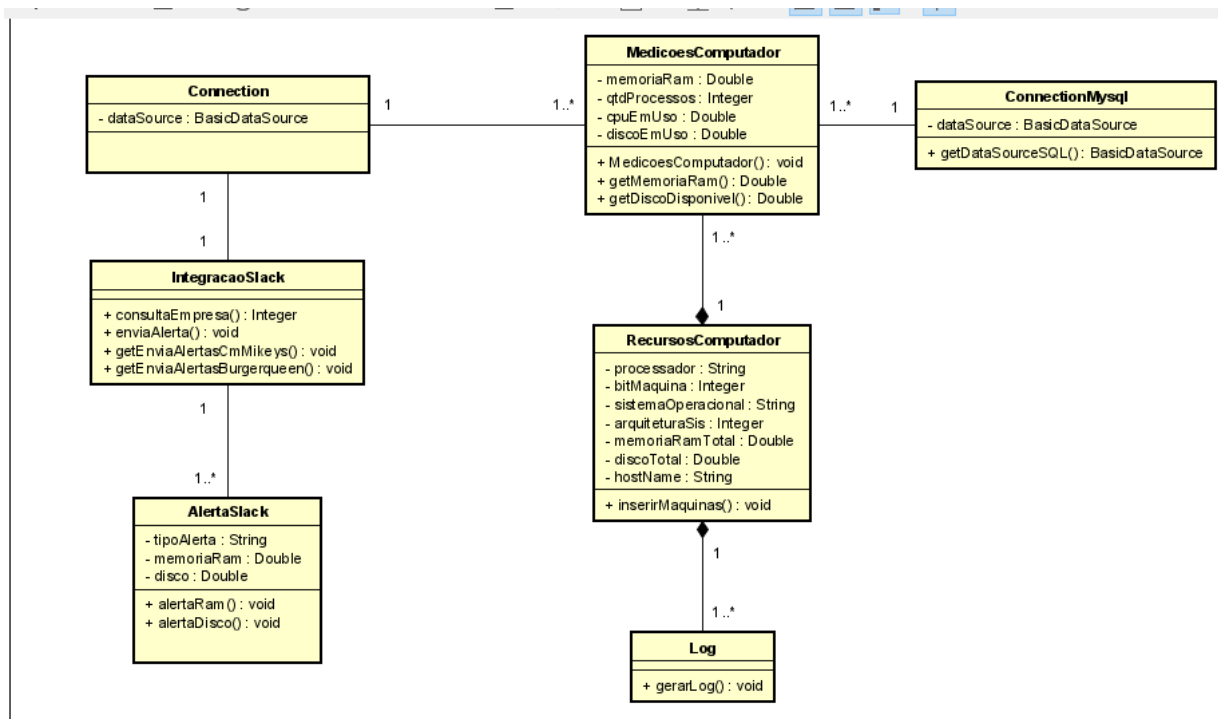 Connection
- dataSource : BasicDataSource
1
1..*
MedicoesComputador
- memoriaRam : Double
- qtdProcessos : Integer
- cpuEmUso : Double
- discoEmUso : Double
+ MedicoesComputador() : void
+ getMemoriaRam() : Double
+ getDiscoDisponivel() : Double
1..*
1
ConnectionMysql
- dataSource : BasicDataSource
+ getDataSourceSQL() : BasicDataSource
1
1
IntegracaoSlack
+ consultaEmpresa() : Integer
+ enviaAlerta() : void
+ getEnviaAlertasCmMikeys() : void
+ getEnviaAlertasBurgerqueen() : void
1
1..*
AlertaSlack
- tipoAlerta : String
- memoriaRam : Double
- disco : Double
+ alertaRam() : void
+ alertaDisco() : void
1..*
1
RecursosComputador
- processador : String
- bitMaquina : Integer
- sistemaOperacional : String
- arquiteturaSis : Integer
- memoriaRamTotal : Double
- discoTotal : Double
- hostName : String
+ inserirMaquinas() : void
1
1..*
Log
+ gerarLog() : void